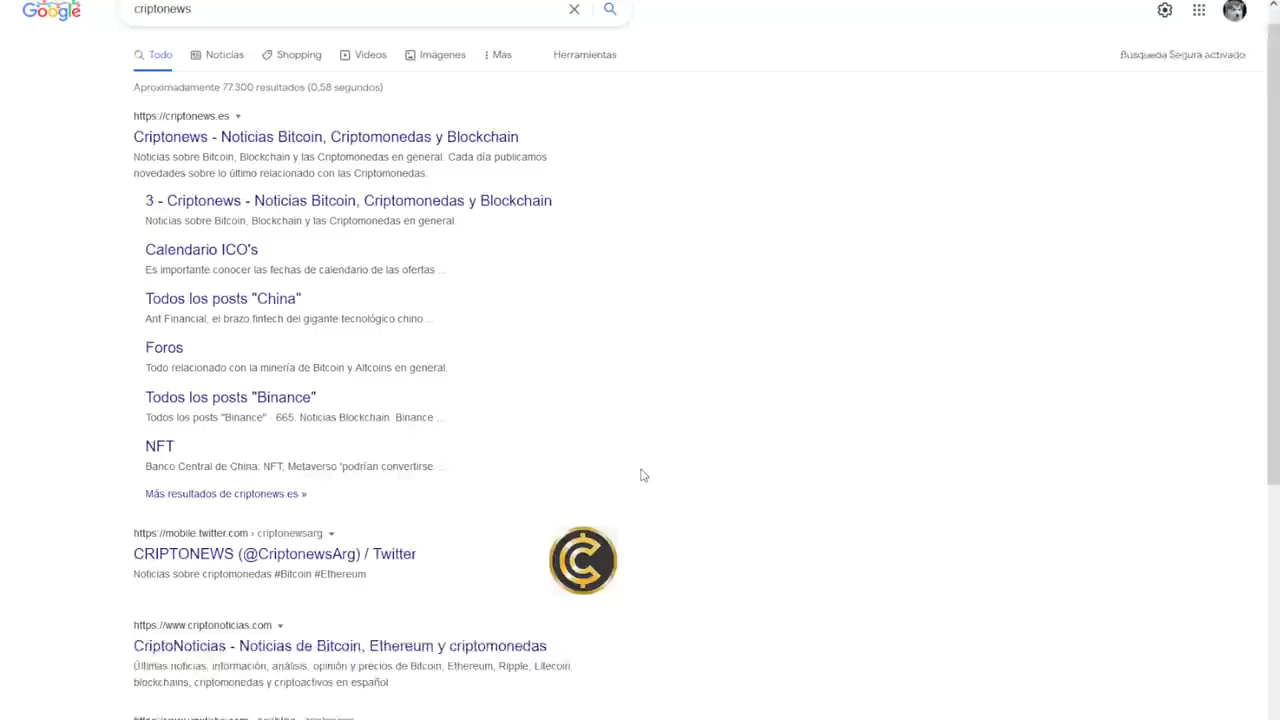 Google
criptonews
Todo Noticias Shopping Videos Imágenes Mas Herramientas
Busqueda Segura activado
Aproximadamente 77.300 resultados (0,58 segundos)
https://criptonews.es
Criptonews - Noticias Bitcoin, Criptomonedas y Blockchain
Noticias sobre Bitcoin, Blockchain y las Criptomonedas en general. Cada día publicamos
novedades sobre lo último relacionado con las Criptomonedas.
3 - Criptonews - Noticias Bitcoin, Criptomonedas y Blockchain
Noticias sobre Bitcoin, Blockchain y las Criptomonedas en general.
Calendario ICO's
Es importante conocer las fechas de calendario de las ofertas ...
Todos los posts "China"
Ant Financial, el brazo fintech del gigante tecnológico chino ...
Foros
Todo relacionado con la minería de Bitcoin y Altcoins en general.
Todos los posts "Binance"
Todos los posts "Binance" · 665. Noticias Blockchain. Binance ...
NFT
Banco Central de China: NFT, Metaverso 'podrían convertirse ...
Más resultados de criptonews.es »
https://mobile.twitter.com › criptonewsarg
CRIPTONEWS (@CriptonewsArg) / Twitter
Noticias sobre criptomonedas #Bitcoin #Ethereum
https://www.criptonoticias.com
CriptoNoticias - Noticias de Bitcoin, Ethereum y criptomonedas
Últimas noticias, información, análisis, opinión y precios de Bitcoin, Ethereum, Ripple, Litecoin,
blockchains, criptomonedas y criptoactivos en español